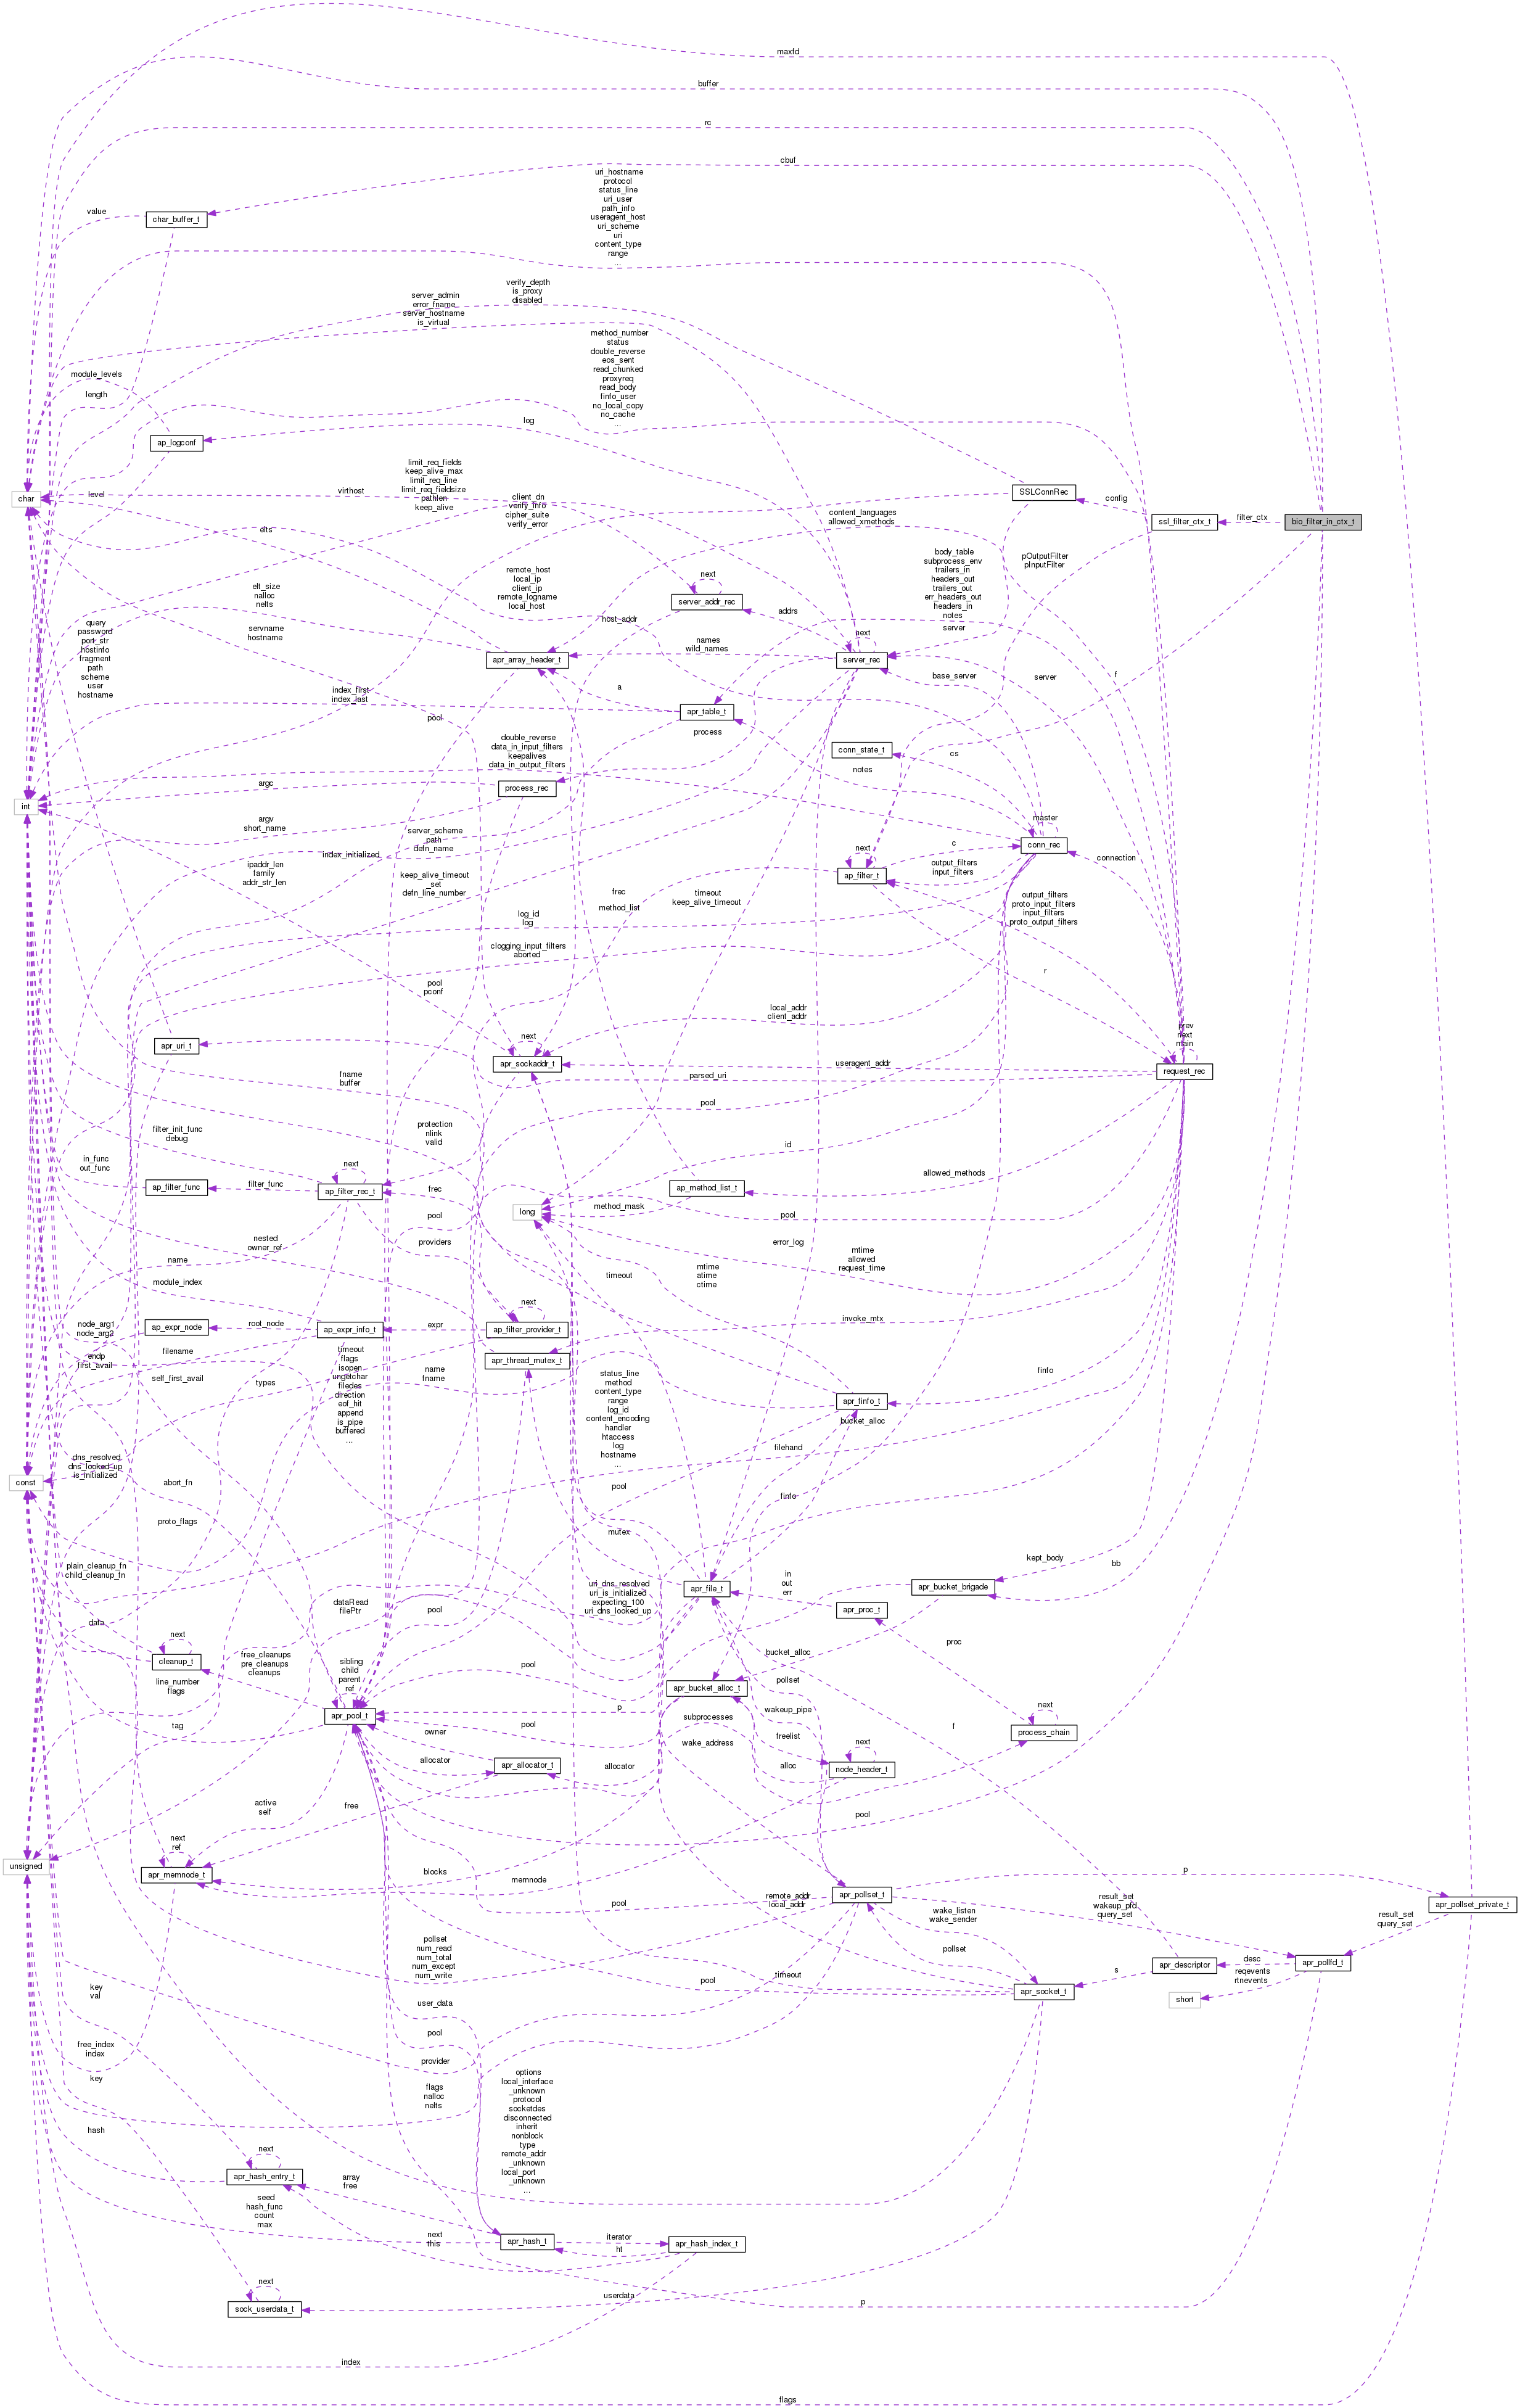 maxfd
buffer
rc
cbuf
uri_hostname
protocol
status_line
uri_user
path_info
useragent_host
uri_scheme
uri
content_type
range
...
char_buffer_t
value
verify_depth
is_proxy
disabled
server_admin
error_fname
server_hostname
is_virtual
method_number
status
double_reverse
eos_sent
read_chunked
proxyreq
read_body
finfo_user
no_local_copy
no_cache
...
module_levels
length
log
ap_logconf
limit_req_fields
keep_alive_max
limit_req_line
limit_req_fieldsize
pathlen
keep_alive
virthost
level
char
client_dn
verify_info
cipher_suite
verify_error
SSLConnRec
config
ssl_filter_ctx_t
filter_ctx
bio_filter_in_ctx_t
content_languages
allowed_xmethods
elts
body_table
subprocess_env
trailers_in
headers_out
trailers_out
err_headers_out
headers_in
notes
pOutputFilter
pInputFilter
remote_host
local_ip
client_ip
remote_logname
local_host
next
server_addr_rec
elt_size
nalloc
nelts
servname
hostname
host_addr
addrs
server
query
password
port_str
hostinfo
fragment
path
scheme
user
hostname
names
wild_names
next
server_rec
apr_array_header_t
base_server
server
f
a
index_first
index_last
pool
apr_table_t
process
double_reverse
data_in_input_filters
keepalives
data_in_output_filters
conn_state_t
cs
notes
argc
process_rec
int
argv
short_name
master
conn_rec
server_scheme
path
defn_name
index_initialized
ipaddr_len
family
addr_str_len
next
ap_filter_t
c
output_filters
input_filters
connection
keep_alive_timeout
_set
defn_line_number
frec
method_list
timeout
keep_alive_timeout
output_filters
proto_input_filters
input_filters
proto_output_filters
log_id
log
clogging_input_filters
aborted
r
pool
pconf
local_addr
client_addr
prev
next
main
apr_uri_t
next
apr_sockaddr_t
useragent_addr
request_rec
fname
buffer
parsed_uri
pool
protection
nlink
valid
filter_init_func
debug
id
in_func
out_func
next
allowed_methods
ap_filter_func
filter_func
ap_filter_rec_t
frec
ap_method_list_t
method_mask
long
pool
pool
nested
owner_ref
providers
error_log
mtime
allowed
request_time
name
mtime
atime
ctime
timeout
module_index
next
invoke_mtx
node_arg1
node_arg2
ap_expr_node
root_node
ap_expr_info_t
expr
ap_filter_provider_t
filename
endp
first_avail
timeout
flags
isopen
ungetchar
filedes
direction
eof_hit
append
is_pipe
buffered
...
apr_thread_mutex_t
name
fname
finfo
self_first_avail
types
status_line
method
content_type
range
log_id
content_encoding
handler
htaccess
log
hostname
...
apr_finfo_t
bucket_alloc
filehand
dns_resolved
dns_looked_up
is_initialized
const
abort_fn
pool
finfo
proto_flags
mutex
plain_cleanup_fn
child_cleanup_fn
uri_dns_resolved
uri_is_initialized
expecting_100
uri_dns_looked_up
kept_body
bb
apr_file_t
in
out
err
apr_bucket_brigade
apr_proc_t
dataRead
filePtr
pool
data
next
cleanup_t
proc
free_cleanups
pre_cleanups
cleanups
bucket_alloc
sibling
child
parent
ref
pool
pollset
line_number
flags
apr_bucket_alloc_t
apr_pool_t
p
wakeup_pipe
subprocesses
f
next
process_chain
tag
owner
pool
freelist
wake_address
next
allocator
apr_allocator_t
allocator
alloc
node_header_t
active
self
free
pool
next
ref
unsigned
apr_memnode_t
blocks
memnode
p
apr_pollset_t
remote_addr
local_addr
pool
result_set
wakeup_pfd
query_set
apr_pollset_private_t
wake_listen
wake_sender
result_set
query_set
pollset
num_read
num_total
num_except
num_write
pollset
desc
apr_descriptor
apr_pollfd_t
s
reqevents
rtnevents
timeout
pool
apr_socket_t
short
key
val
user_data
pool
free_index
index
provider
key
flags
nalloc
nelts
options
local_interface
_unknown
protocol
socketdes
disconnected
inherit
nonblock
type
remote_addr
_unknown
local_port
_unknown
...
hash
next
apr_hash_entry_t
array
free
seed
hash_func
count
max
next
this
apr_hash_t
iterator
ht
apr_hash_index_t
next
sock_userdata_t
userdata
p
index
flags